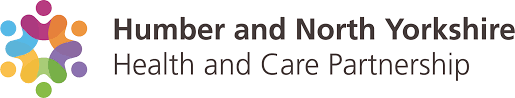 Humber and North Yorkshire
Health and Care Partnership